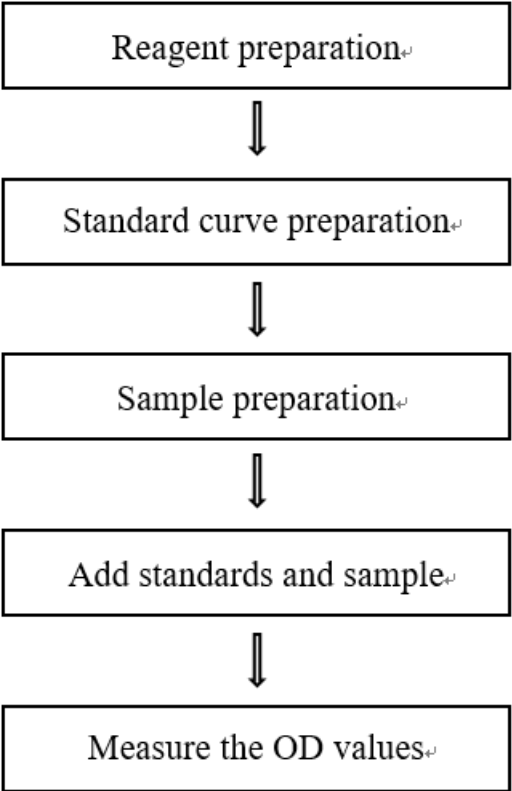 Reagent preparation
Standard curve preparation
Sample preparation
Add standards and sample
Measure the OD values